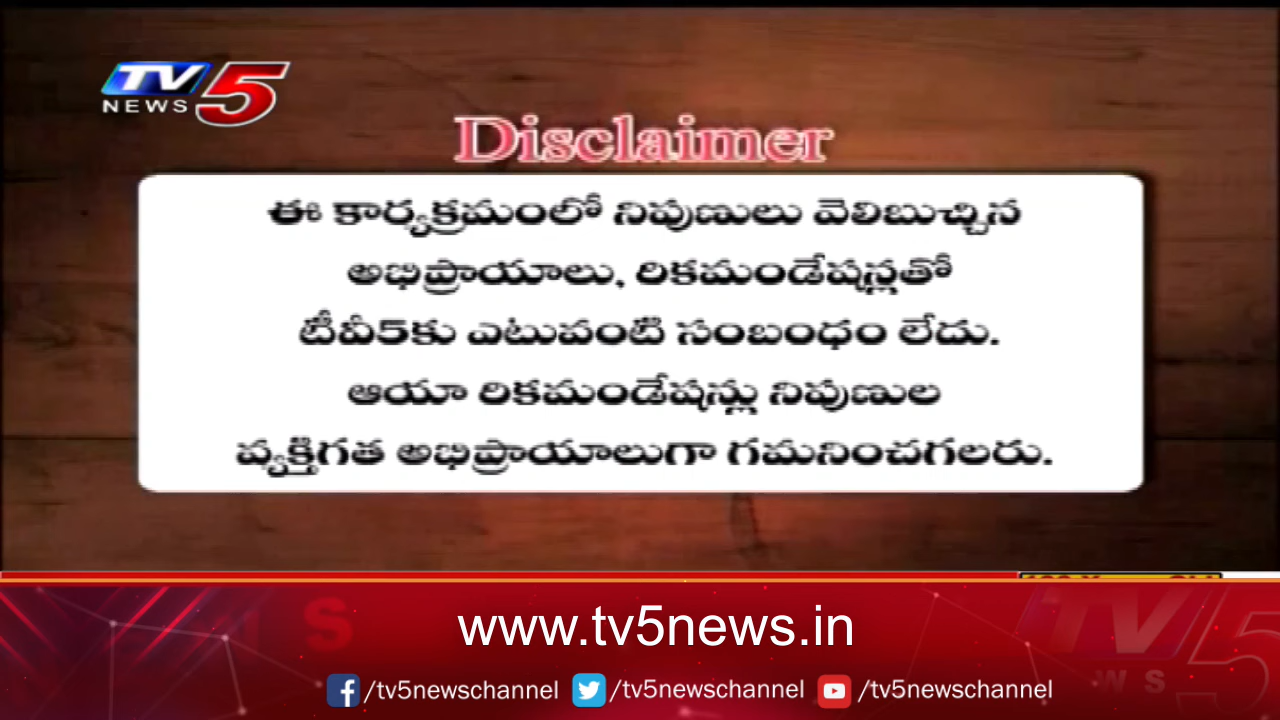 TV5
NEWS
Disclaimer
ఈ కార్యక్రమంలో నిపుణులు వెలిబుచ్చిన
అభిప్రాయాలు, రికమండేషన్లతో
టీవీ5కు ఎటువంటి సంబంధం లేదు.
ఆయా రికమండేషన్లు నిపుణుల
వ్యక్తిగత అభిప్రాయాలుగా గమనించగలరు.
www.tv5news.in
/tv5newschannel /tv5newschannel /tv5newschannel